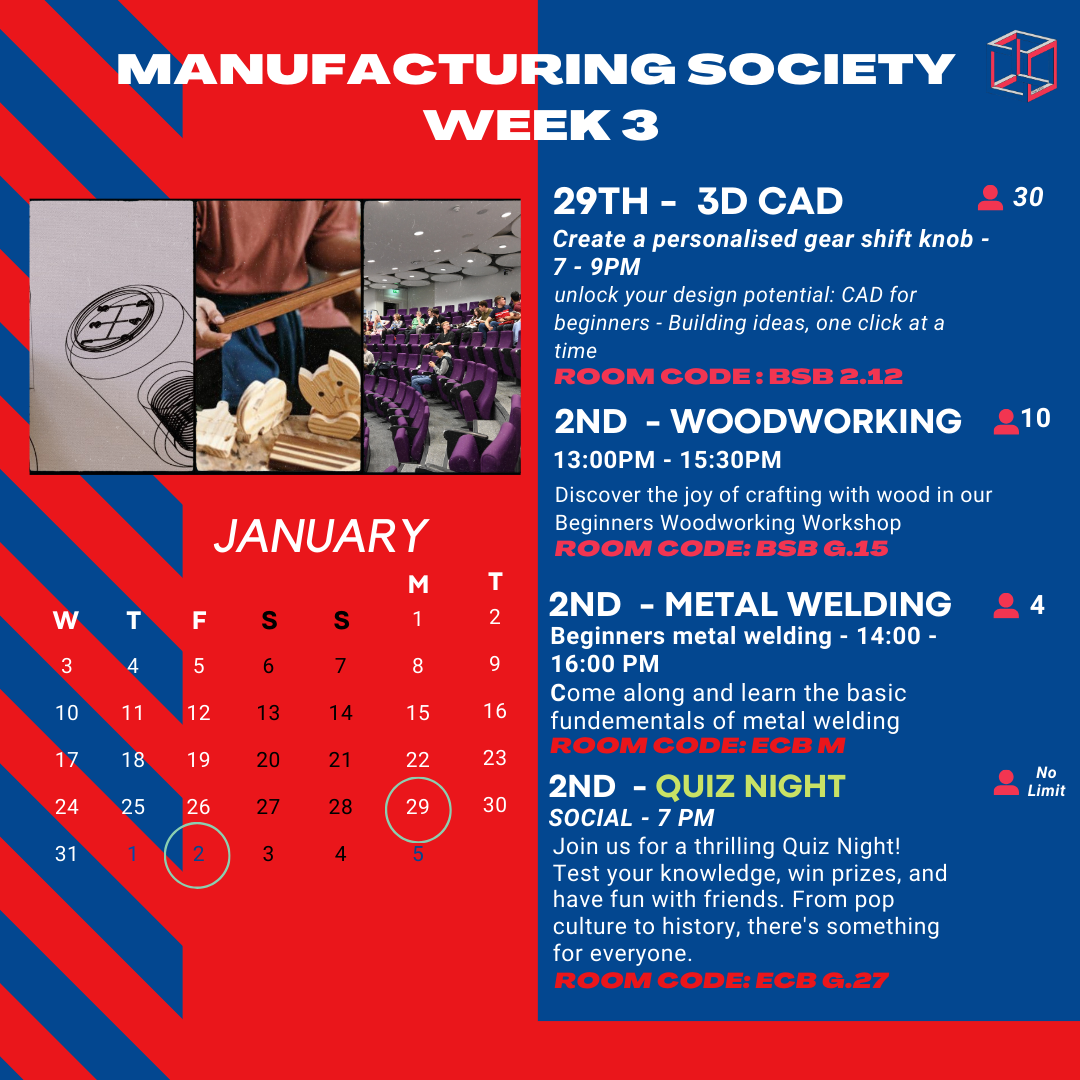 MANUFACTURING SOCIETY
WEEK 3
29TH - 3D CAD
30
Create a personalised gear shift knob -
7 - 9PM
unlock your design potential: CAD for
beginners - Building ideas, one click at a
time
ROOM CODE : BSB 2.12
2ND - WOODWORKING
10
13:00PM - 15:30PM
Discover the joy of crafting with wood in our
Beginners Woodworking Workshop
ROOM CODE: BSB G.15
2ND - METAL WELDING
4
Beginners metal welding - 14:00 -
16:00 PM
Come along and learn the basic
fundementals of metal welding
ROOM CODE: ECB M
2ND - QUIZ NIGHT
No
Limit
SOCIAL - 7 PM
Join us for a thrilling Quiz Night!
Test your knowledge, win prizes, and
have fun with friends. From pop
culture to history, there's something
for everyone.
ROOM CODE: ECB G.27
JANUARY
W T F S S M T
1 2
3 4 5 6 7 8 9
10 11 12 13 14 15 16
17 18 19 20 21 22 23
24 25 26 27 28 29 30
31 1 2 3 4 5